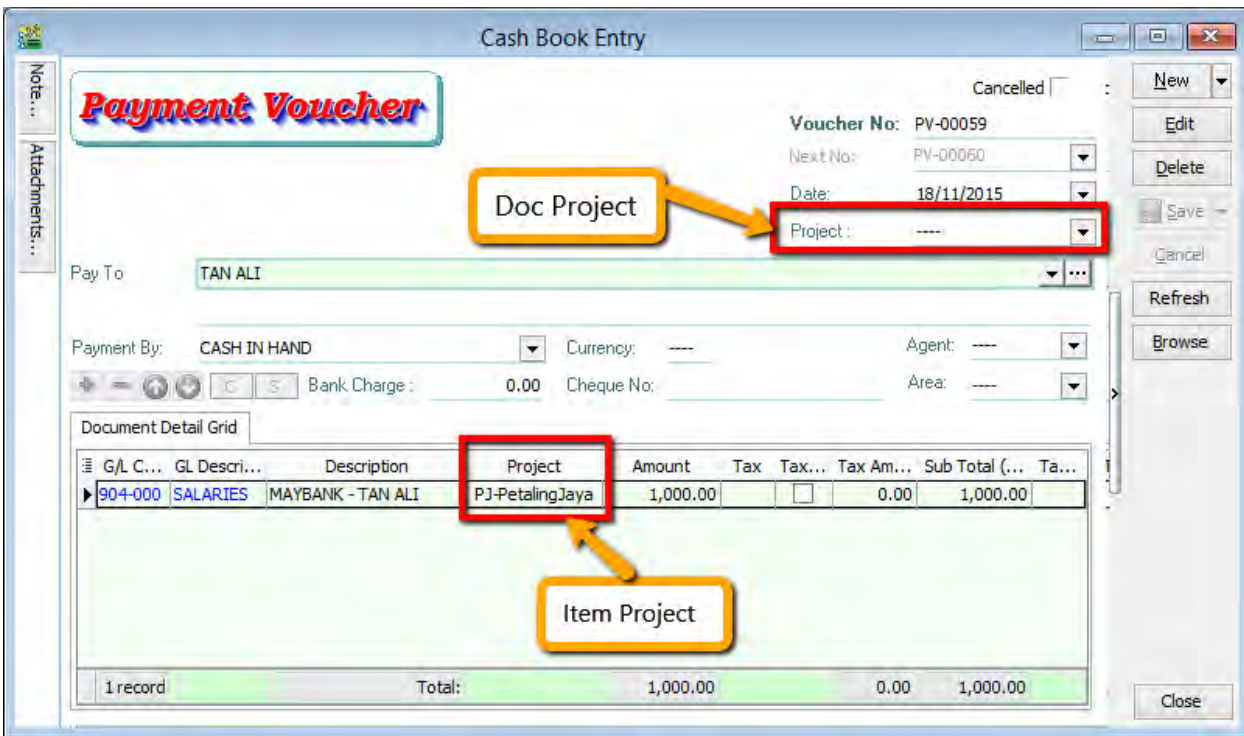 Cash Book Entry
Note...
Attachments...
Payment Voucher
Cancelled
Voucher No: PV-00059
Next No: PV-00060
Date: 18/11/2015
Project : ----
Doc Project
Pay To TAN ALI
Payment By: CASH IN HAND Currency: ---- Agent: ----
C S Bank Charge : 0.00 Cheque No: Area: ----
Document Detail Grid
G/L C... GL Descri... Description Project Amount Tax Tax... Tax Am... Sub Total (... Ta...
904-000 SALARIES MAYBANK - TAN ALI PJ-PetalingJaya 1,000.00 0.00 1,000.00
Item Project
1 record Total: 1,000.00 0.00 1,000.00
New
Edit
Delete
Save
Cancel
Refresh
Browse
Close